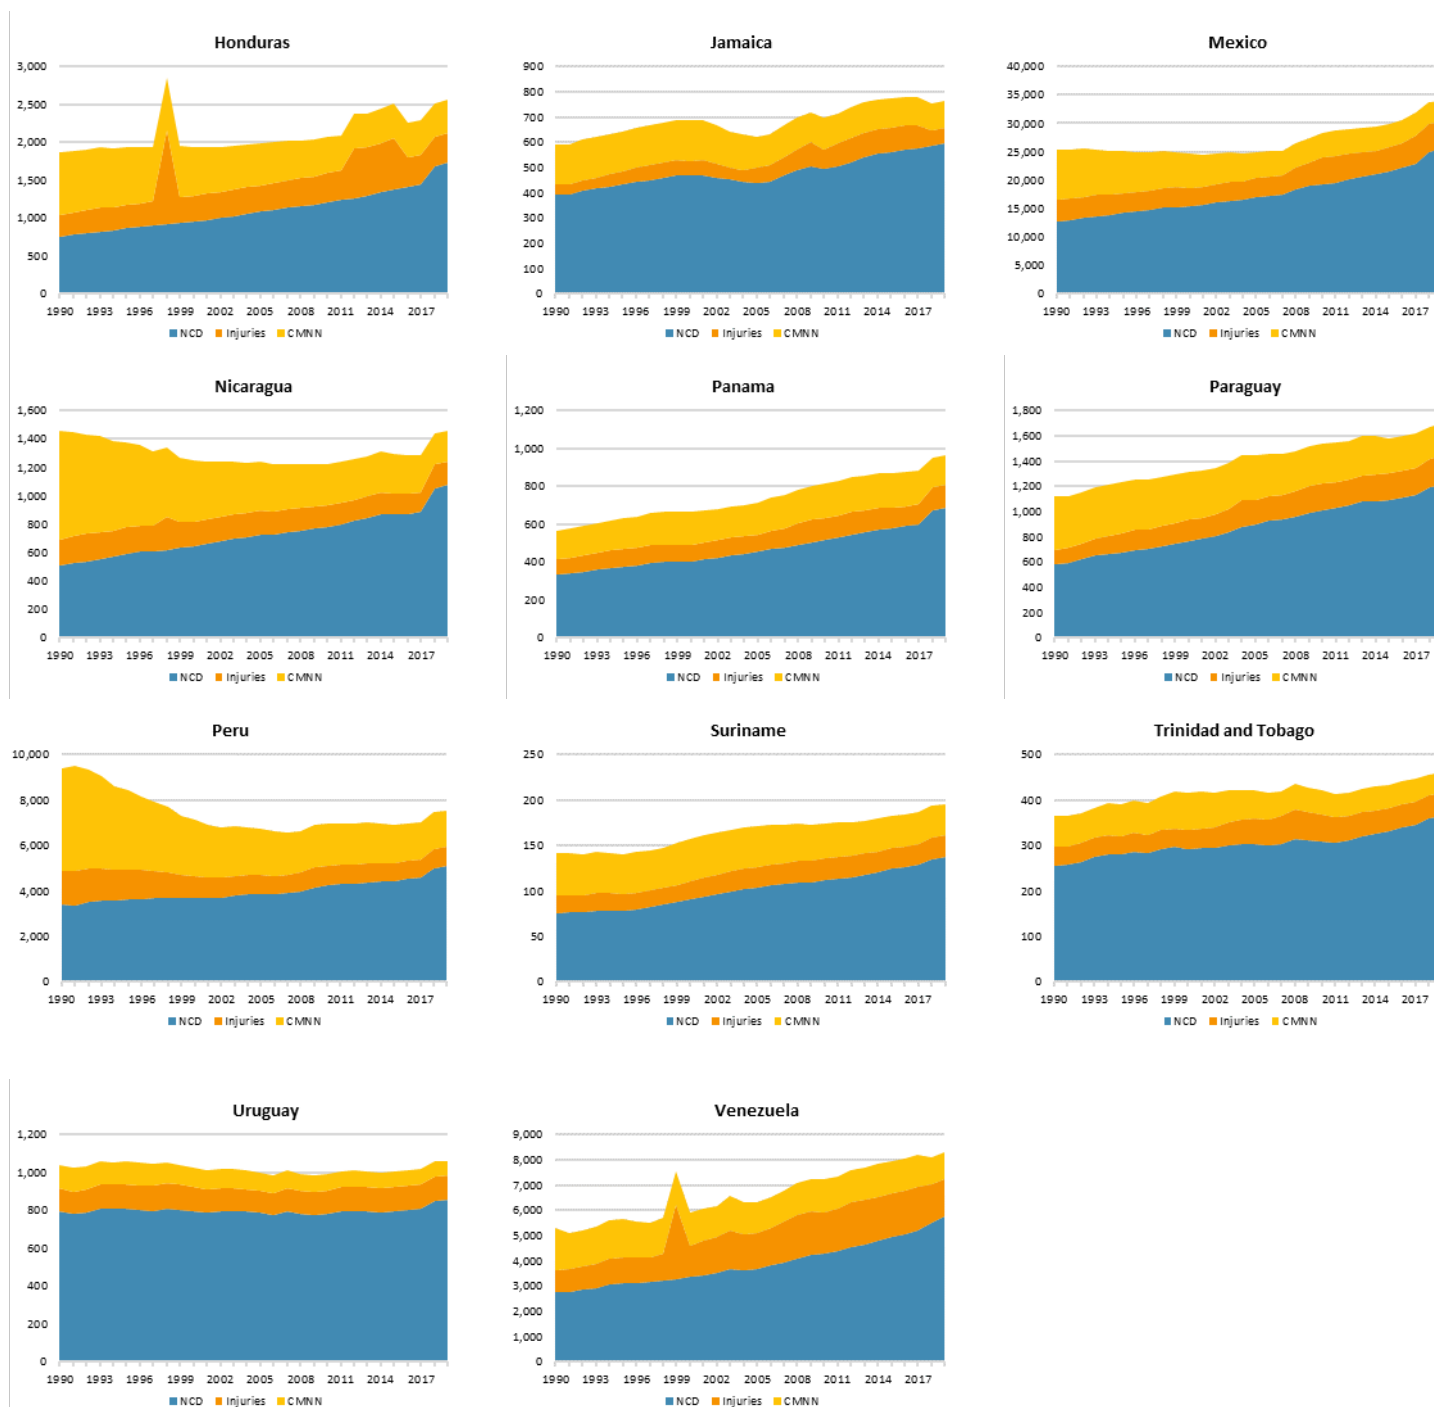 Honduras
3,000
2,500
2,000
1,500
1,000
500
0
1990 1993 1996 1999 2002 2005 2008 2011 2014 2017
NCD Injuries CMNN
Jamaica
900
800
700
600
500
400
300
200
100
0
1990 1993 1996 1999 2002 2005 2008 2011 2014 2017
NCD Injuries CMNN
Mexico
40,000
35,000
30,000
25,000
20,000
15,000
10,000
5,000
0
1990 1993 1996 1999 2002 2005 2008 2011 2014 2017
NCD Injuries CMNN
Nicaragua
1,600
1,400
1,200
1,000
800
600
400
200
0
1990 1993 1996 1999 2002 2005 2008 2011 2014 2017
NCD Injuries CMNN
Panama
1,200
1,000
800
600
400
200
0
1990 1993 1996 1999 2002 2005 2008 2011 2014 2017
NCD Injuries CMNN
Paraguay
1,800
1,600
1,400
1,200
1,000
800
600
400
200
0
1990 1993 1996 1999 2002 2005 2008 2011 2014 2017
NCD Injuries CMNN
Peru
10,000
8,000
6,000
4,000
2,000
0
1990 1993 1996 1999 2002 2005 2008 2011 2014 2017
NCD Injuries CMNN
Suriname
250
200
150
100
50
0
1990 1993 1996 1999 2002 2005 2008 2011 2014 2017
NCD Injuries CMNN
Trinidad and Tobago
500
400
300
200
100
0
1990 1993 1996 1999 2002 2005 2008 2011 2014 2017
NCD Injuries CMNN
Uruguay
1,200
1,000
800
600
400
200
0
1990 1993 1996 1999 2002 2005 2008 2011 2014 2017
NCD Injuries CMNN
Venezuela
9,000
8,000
7,000
6,000
5,000
4,000
3,000
2,000
1,000
0
1990 1993 1996 1999 2002 2005 2008 2011 2014 2017
NCD Injuries CMNN